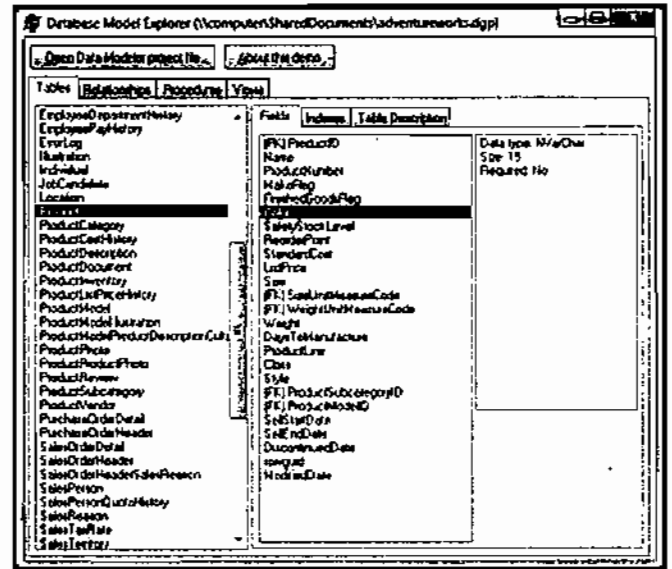 Database Model Explorer (\\computer\SharedDocuments\adventureworks.dgp)
Open Data Modeler project file...
About this demo...
Tables Relationships Procedures Views
EmployeeDepartmentHistory
EmployeePayHistory
ErrorLog
Illustration
Individual
JobCandidate
Location
Product
ProductCategory
ProductCostHistory
ProductDescription
ProductDocument
ProductInventory
ProductListPriceHistory
ProductModel
ProductModelIllustration
ProductModelProductDescriptionCult
ProductPhoto
ProductProductPhoto
ProductReview
ProductSubcategory
ProductVendor
PurchaseOrderDetail
PurchaseOrderHeader
SalesOrderDetail
SalesOrderHeader
SalesOrderHeaderSalesReason
SalesPerson
SalesPersonQuotaHistory
SalesReason
SalesTaxRate
SalesTerritory
Fields Indexes Table Description
[PK] ProductID
Name
ProductNumber
MakeFlag
FinishedGoodsFlag
Color
SafetyStockLevel
ReorderPoint
StandardCost
ListPrice
Size
[FK] SizeUnitMeasureCode
[FK] WeightUnitMeasureCode
Weight
DaysToManufacture
ProductLine
Class
Style
[FK] ProductSubcategoryID
[FK] ProductModelID
SellStartDate
SellEndDate
DiscontinuedDate
rowguid
ModifiedDate
Data type: NVarChar
Size: 15
Required: No